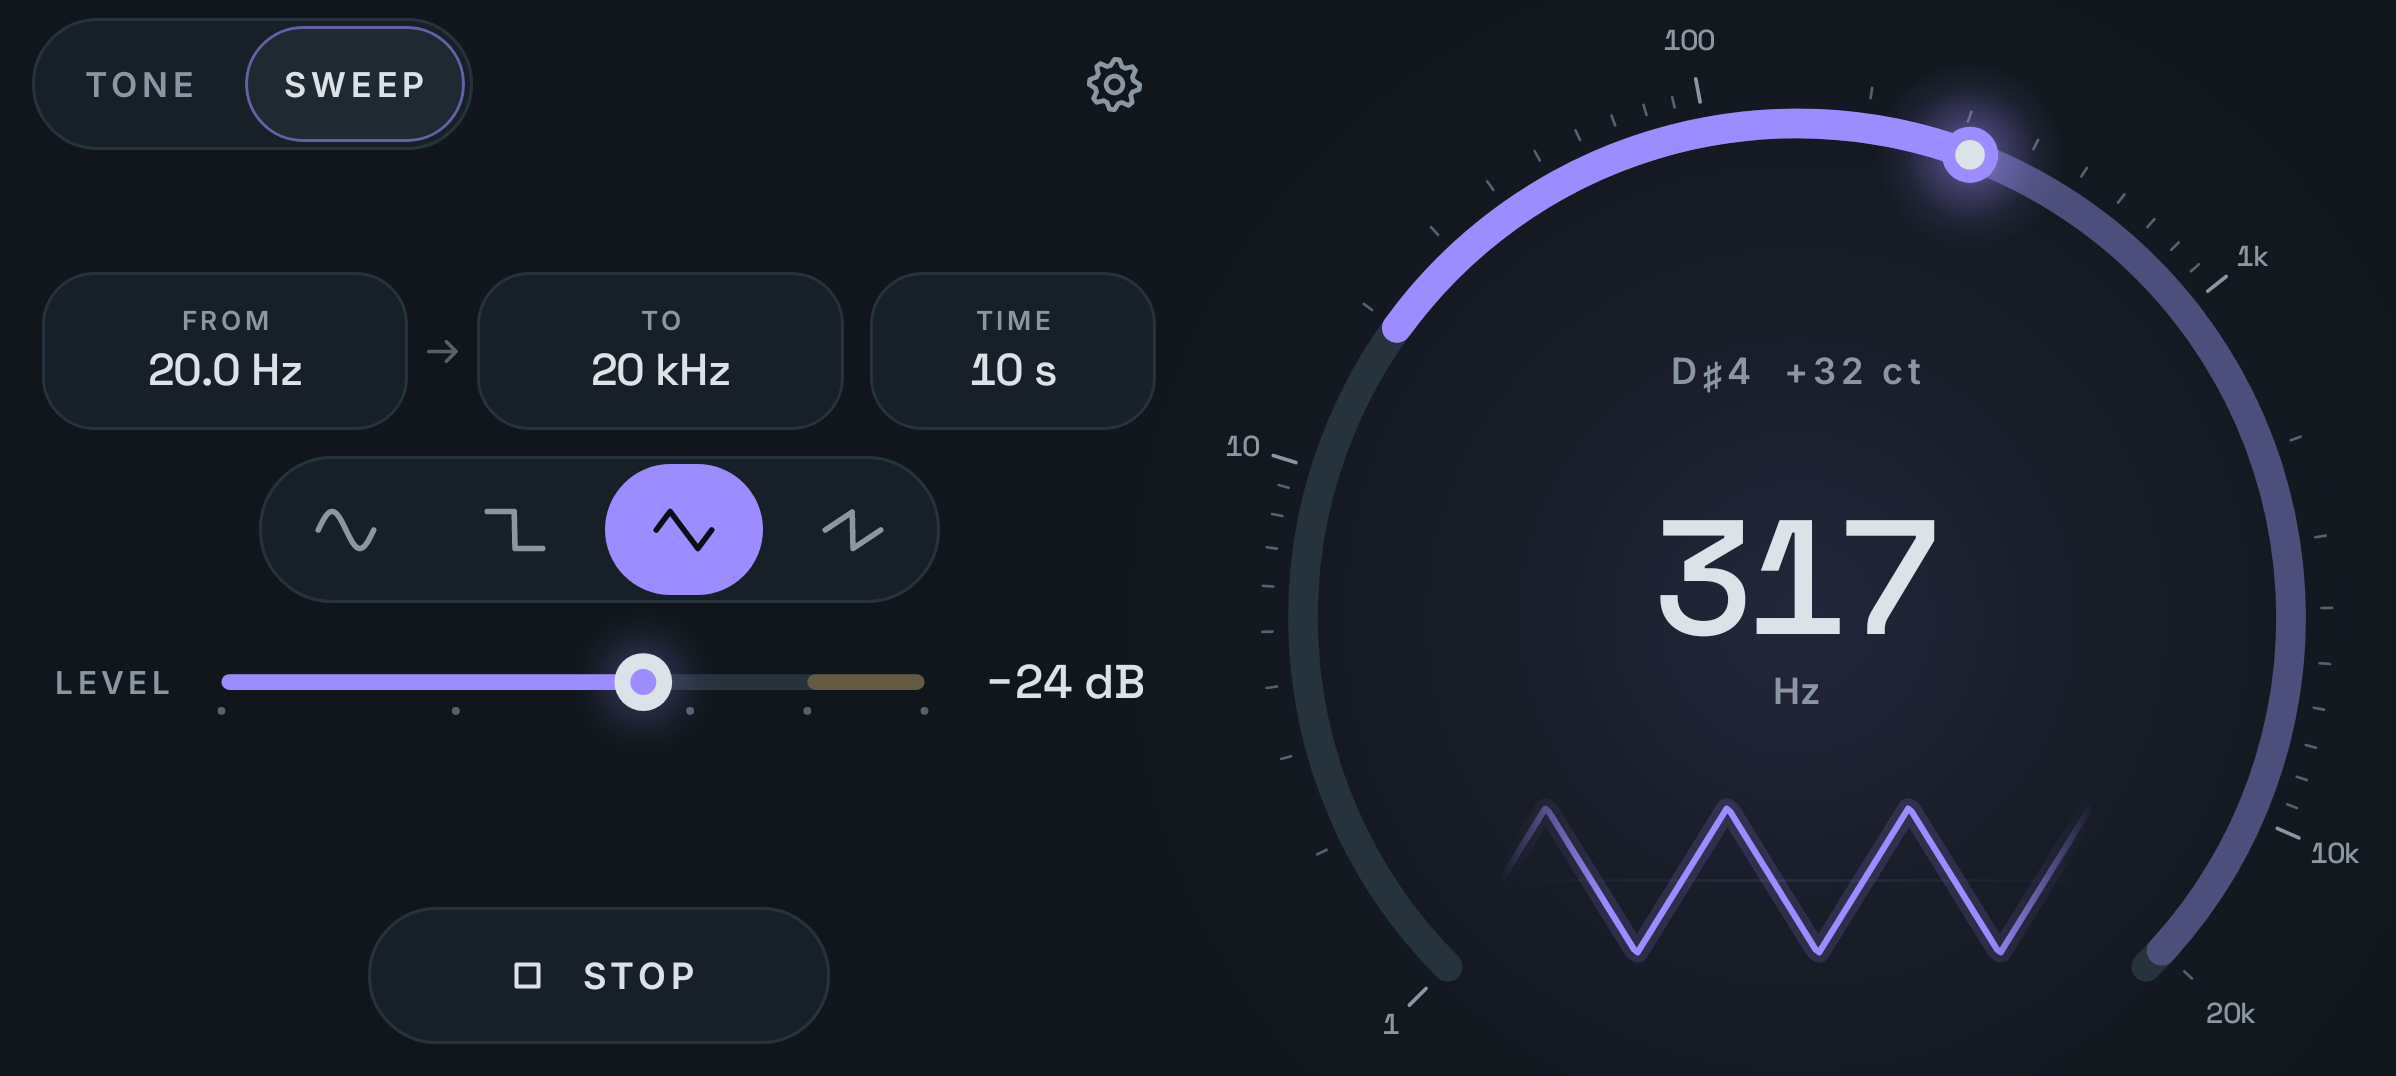 TONE SWEEP
FROM
20.0 Hz
→
TO
20 kHz
TIME
10 s
LEVEL
−24 dB
STOP
100
1k
10
10k
1
20k
D♯4 +32 ct
317
Hz